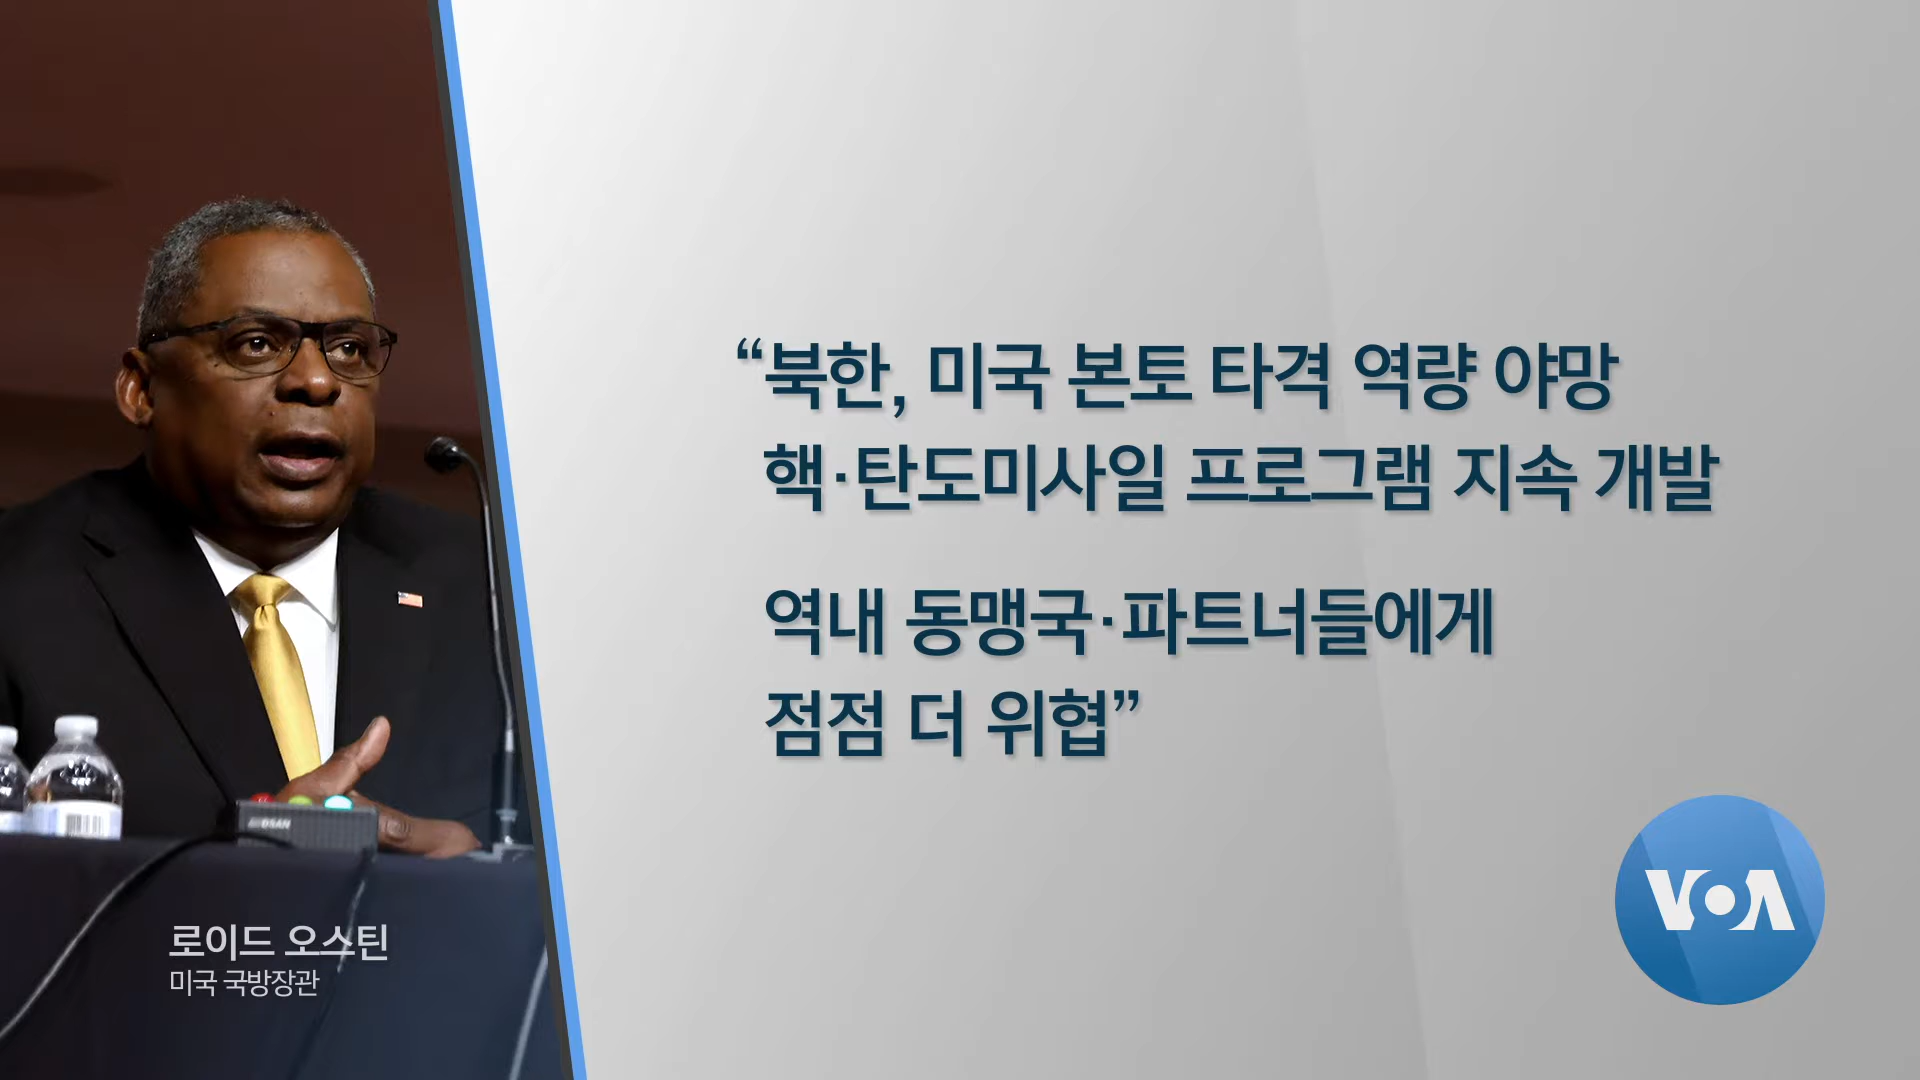 “북한, 미국 본토 타격 역량 야망
핵·탄도미사일 프로그램 지속 개발
역내 동맹국·파트너들에게
점점 더 위협”
로이드 오스틴
미국 국방장관
VOA